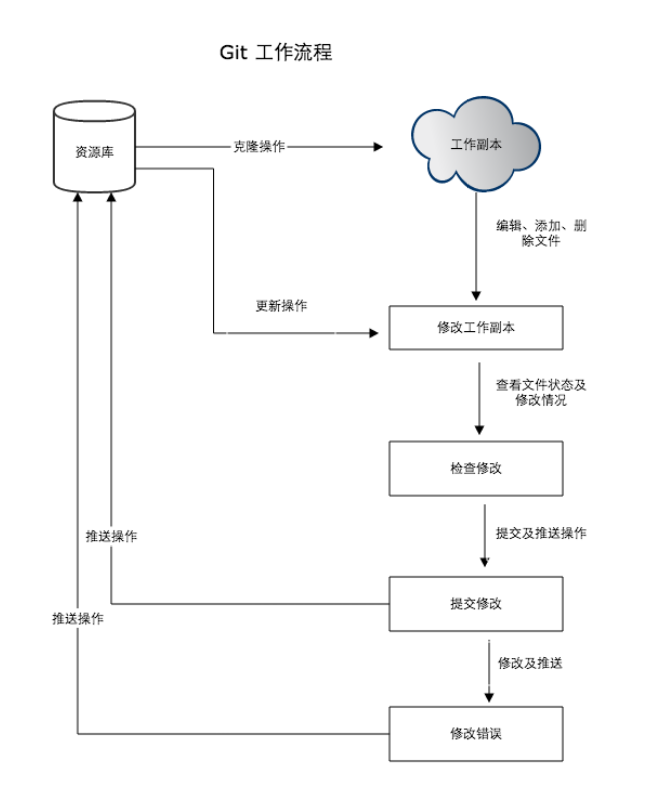 Git 工作流程
资源库
克隆操作
工作副本
编辑、添加、删
除文件
更新操作
修改工作副本
查看文件状态及
修改情况
检查修改
推送操作
提交及推送操作
提交修改
推送操作
修改及推送
修改错误